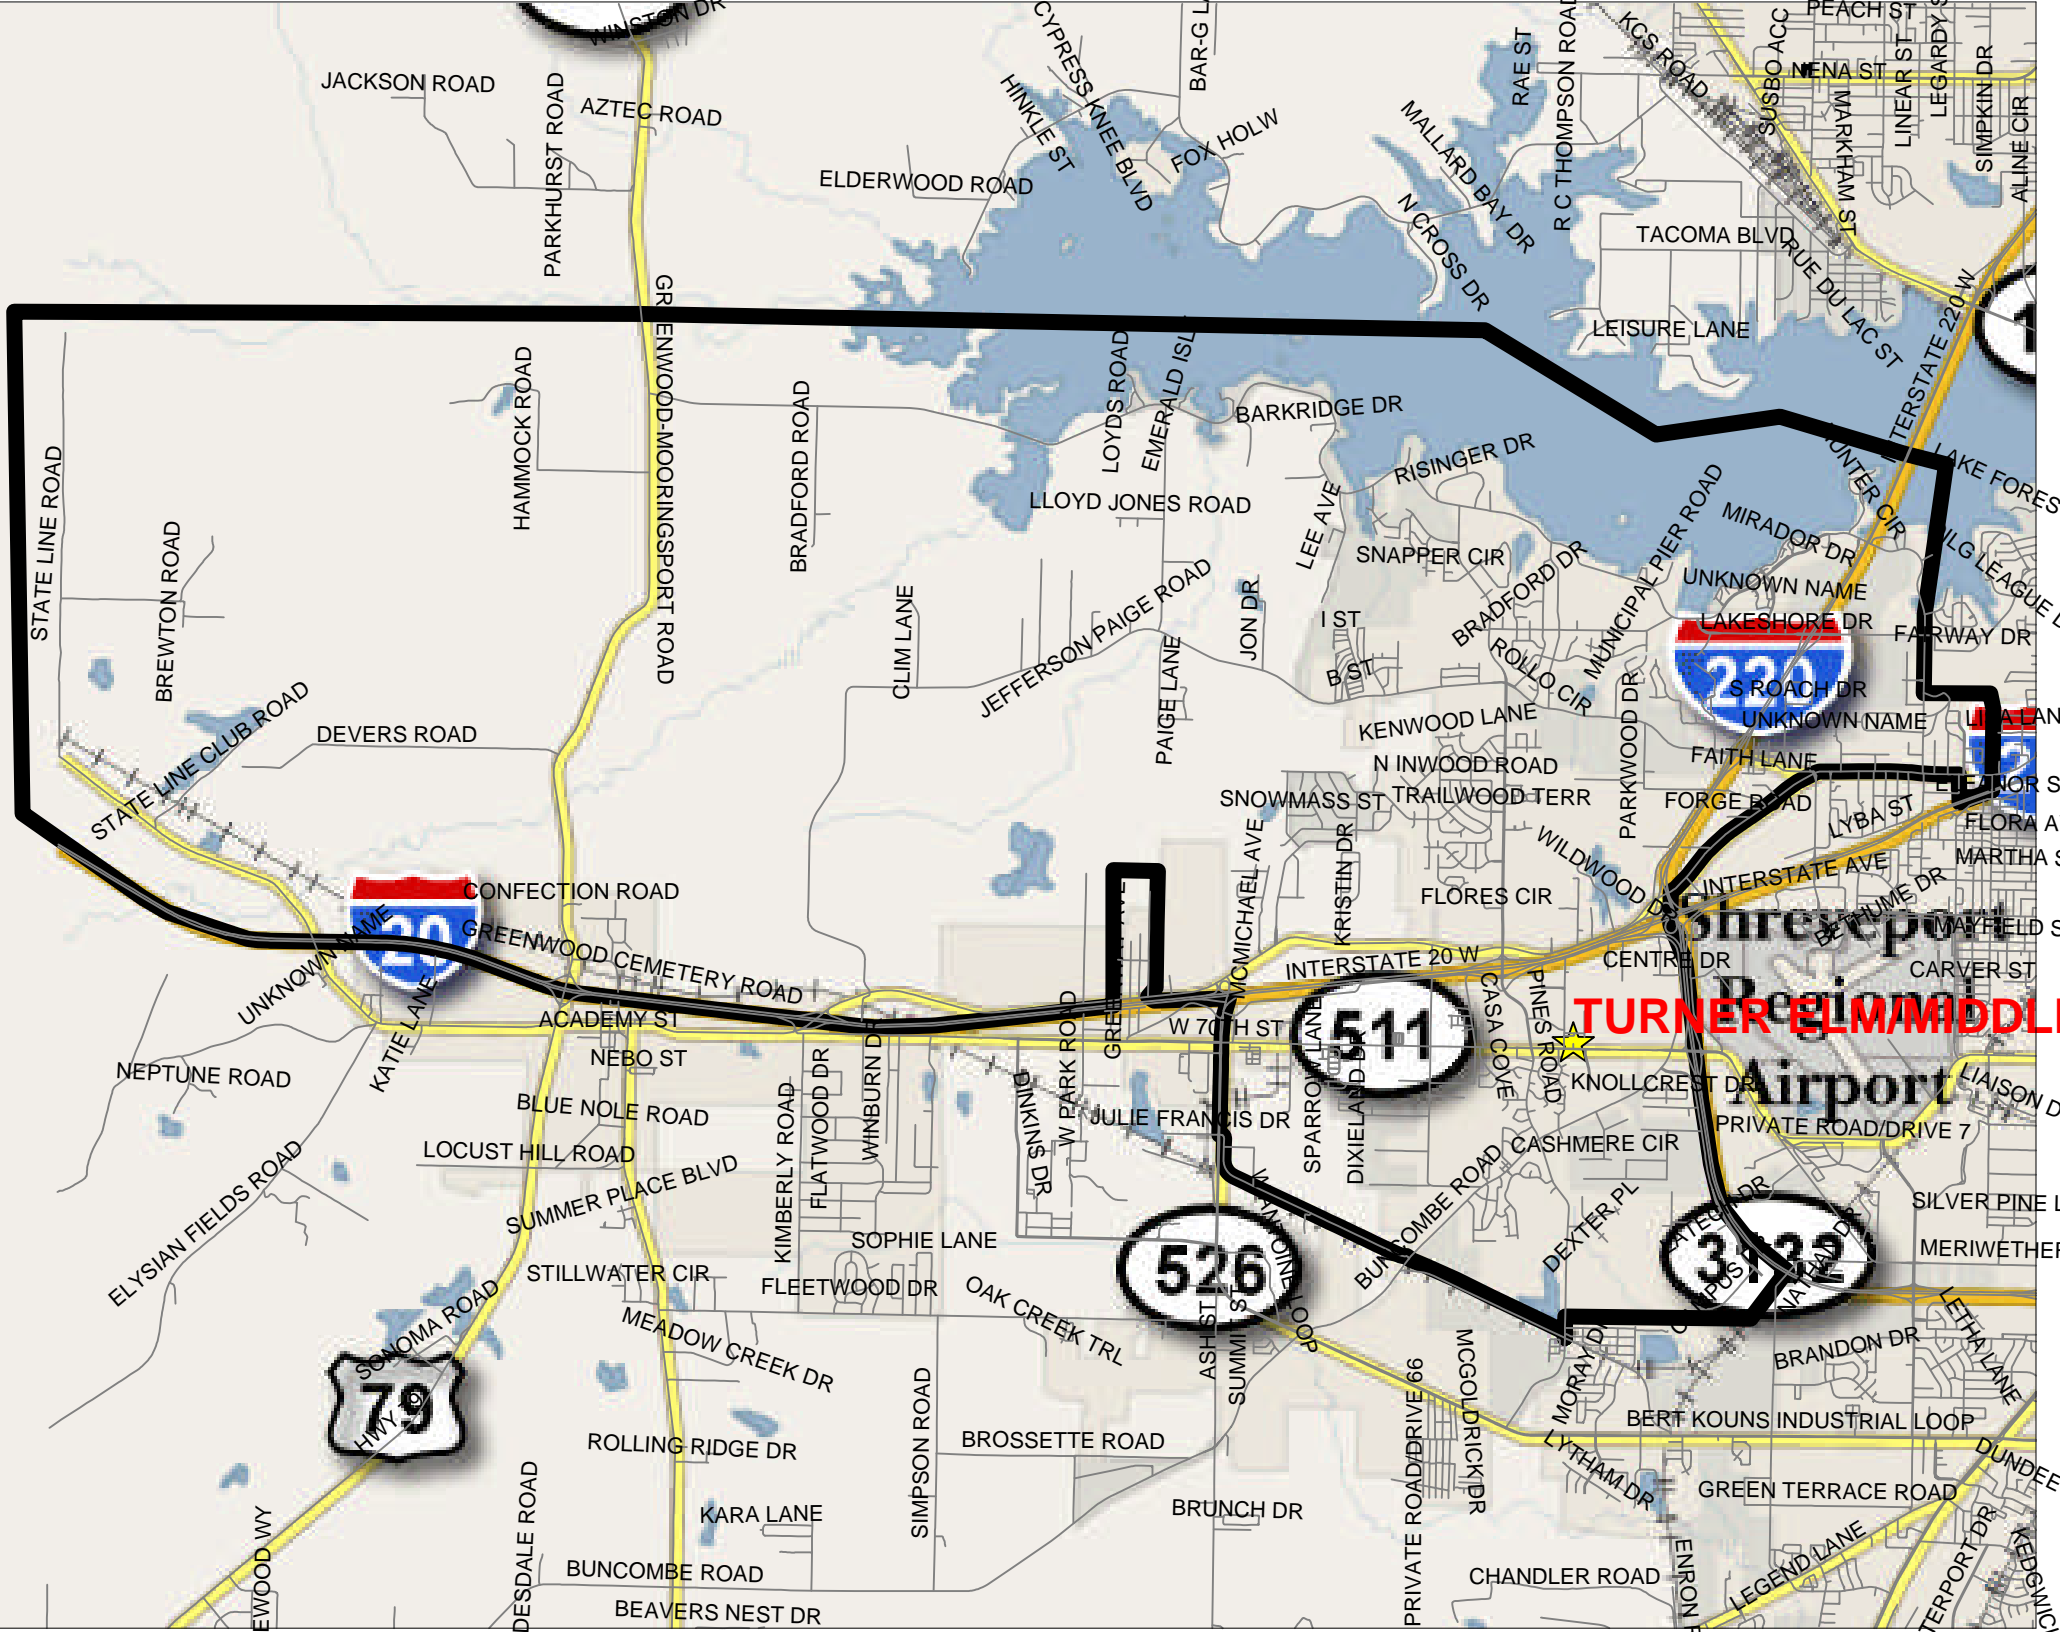 WINSTON DR
PEACH ST
KCS ROAD
SUSBO ACC
LINEAR ST
SIMPKIN DR
NENA ST
MARKHAM ST
ALINE CIR
JACKSON ROAD
PARKHURST ROAD
AZTEC ROAD
CYPRESS KNEE BLVD
HINKLE ST
FOX HOLW
RAE ST
R C THOMPSON ROAD
MALLARD BAY DR
N CROSS DR
ELDERWOOD ROAD
TACOMA BLVD
RUE DU LAC ST
LEISURE LANE
INTERSTATE 220 W
GREENWOOD-MOORINGSPORT ROAD
HAMMOCK ROAD
BRADFORD ROAD
LOYDS ROAD
BARKRIDGE DR
RISINGER DR
LLOYD JONES ROAD
LEE AVE
STATE LINE ROAD
BREWTON ROAD
SNAPPER CIR
BRADFORD DR
MUNICIPAL PIER ROAD
MIRADOR DR
UNKNOWN NAME
LAKESHORE DR
FAIRWAY DR
220
S ROACH DR
UNKNOWN NAME
CLIM LANE
JEFFERSON PAIGE ROAD
PAIGE LANE
JON DR
I ST
B ST
ROLLO CIR
PARKWOOD DR
KENWOOD LANE
N INWOOD ROAD
FAITH LANE
STATE LINE CLUB ROAD
DEVERS ROAD
SNOWMASS ST
TRAILWOOD TERR
FORGE ROAD
LYBA ST
WILDWOOD DR
INTERSTATE AVE
BETHUME DR
MCMICHAEL AVE
KRISTIN DR
FLORES CIR
CONFECTION ROAD
20
UNKNOWN NAME
GREENWOOD CEMETERY ROAD
Shreveport
Regional
Airport
INTERSTATE 20 W
CENTRE DR
CARVER ST
TURNER ELM/MIDDLE
KATIE LANE
ACADEMY ST
NEBO ST
W PARK ROAD
W 70TH ST
511
SPARROW LANE
DIXELAND DR
CASA COVE
PINES ROAD
KNOLLCREST DR
NEPTUNE ROAD
BLUE NOLE ROAD
KIMBERLY ROAD
FLATWOOD DR
WINBURN DR
DINKINS DR
JULIE FRANCIS DR
PRIVATE ROAD/DRIVE 7
LOCUST HILL ROAD
CASHMERE CIR
SUMMER PLACE BLVD
ELYSIAN FIELDS ROAD
BUNCOMBE ROAD
DEXTER PL
SOPHIE LANE
526
3132
NATHAN DR
STILLWATER CIR
FLEETWOOD DR
OAK CREEK TRL
SONOMA ROAD
MEADOW CREEK DR
ASH ST
BRANDON DR
LETHA LANE
79
HWY 79
SIMPSON ROAD
PRIVATE ROAD/DRIVE 66
MCGOLDRICK DR
BERT KOUNS INDUSTRIAL LOOP
ROLLING RIDGE DR
BROSSETTE ROAD
LYTHAM DR
GREEN TERRACE ROAD
KARA LANE
BRUNCH DR
BUNCOMBE ROAD
CHANDLER ROAD
LEGEND LANE
BEAVERS NEST DR